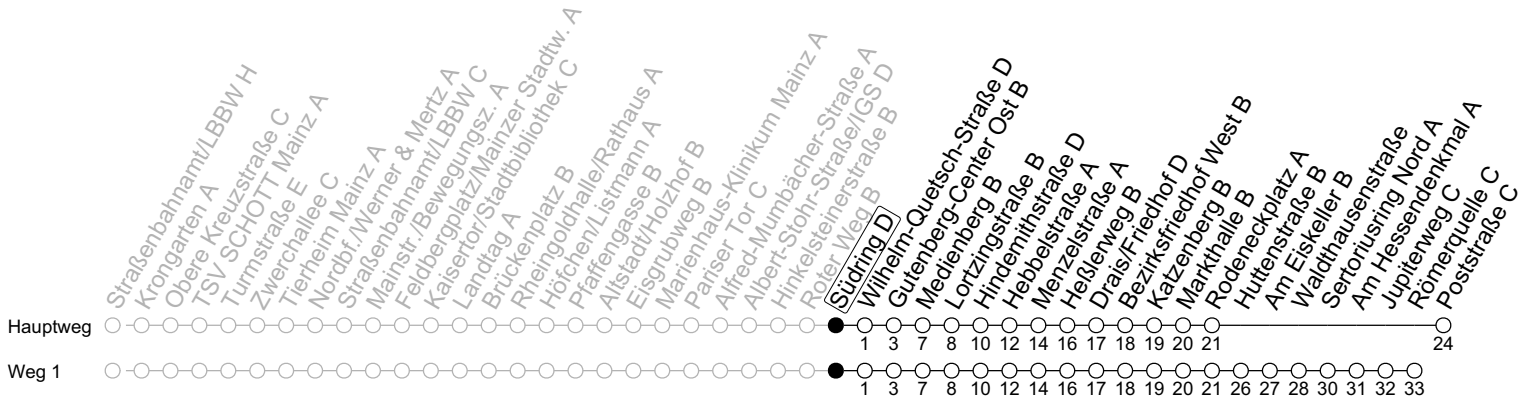 Straßenbahnamt/LBBW H
Krongarten A
Obere Kreuzstraße C
TSV SCHOTT Mainz A
Turmstraße E
Zwerchallee C
Tierheim Mainz A
Nordbf./Werner & Mertz A
Straßenbahnamt/LBBW C
Mainstr./Bewegungsz. A
Feldbergplatz/Mainzer Stadtw. A
Kaisertor/Stadtbibliothek C
Landtag A
Brückenplatz B
Rheingoldhalle/Rathaus A
Höfchen/Listmann A
Pfaffengasse B
Altstadt/Holzhof B
Eisgrubweg B
Marienhaus-Klinikum Mainz A
Pariser Tor C
Alfred-Mumbächer-Straße A
Albert-Stohr-Straße/IGS D
Hinkelsteinerstraße B
Roter Weg B
Südring D
Wilhelm-Quetsch-Straße D
Gutenberg-Center Ost B
Medienberg B
Lortzingstraße B
Hindemithstraße D
Hebbelstraße A
Menzelstraße A
Heßlerweg B
Drais/Friedhof D
Bezirksfriedhof West B
Katzenberg B
Markthalle B
Rodeneckplatz A
Huttenstraße B
Am Eiskeller B
Waldthausenstraße
Sertoriusring Nord A
Am Hessendenkmal A
Jupiterweg C
Römerquelle C
Poststraße C
Hauptweg
1 3 7 8 10 12 14 16 17 18 19 20 21 24
Weg 1
1 3 7 8 10 12 14 16 17 18 19 20 21 26 27 28 30 31 32 33